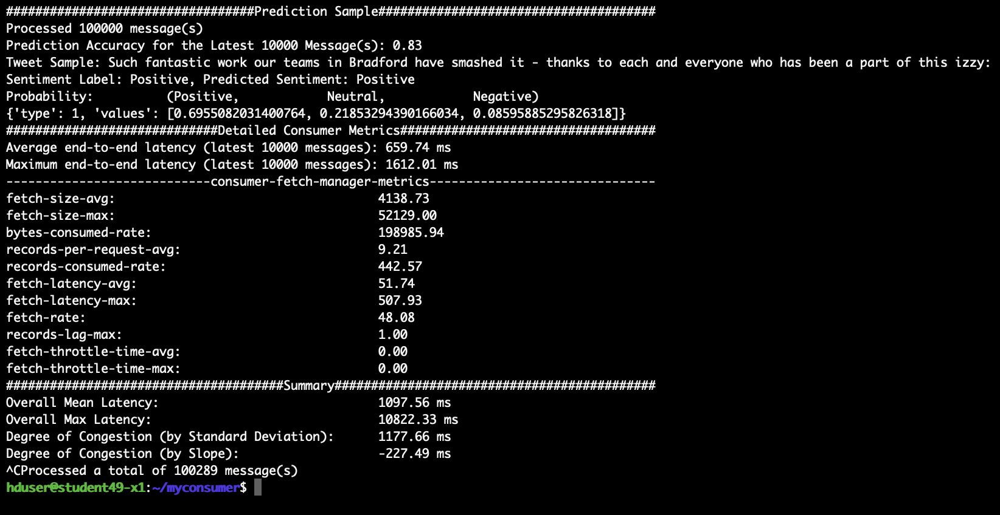 ##################################Prediction Sample######################################
Processed 100000 message(s)
Prediction Accuracy for the Latest 10000 Message(s): 0.83
Tweet Sample: Such fantastic work our teams in Bradford have smashed it - thanks to each and everyone who has been a part of this izzy:
Sentiment Label: Positive, Predicted Sentiment: Positive
Probability:          (Positive,            Neutral,            Negative)
{'type': 1, 'values': [0.6955082031400764, 0.21853294390166034, 0.08595885295826318]}
#############################Detailed Consumer Metrics###################################
Average end-to-end latency (latest 10000 messages): 659.74 ms
Maximum end-to-end latency (latest 10000 messages): 1612.01 ms
----------------------------consumer-fetch-manager-metrics-------------------------------
fetch-size-avg:                                    4138.73
fetch-size-max:                                    52129.00
bytes-consumed-rate:                               198985.94
records-per-request-avg:                           9.21
records-consumed-rate:                             442.57
fetch-latency-avg:                                 51.74
fetch-latency-max:                                 507.93
fetch-rate:                                        48.08
records-lag-max:                                   1.00
fetch-throttle-time-avg:                           0.00
fetch-throttle-time-max:                           0.00
######################################Summary############################################
Overall Mean Latency:                              1097.56 ms
Overall Max Latency:                               10822.33 ms
Degree of Congestion (by Standard Deviation):      1177.66 ms
Degree of Congestion (by Slope):                   -227.49 ms
^CProcessed a total of 100289 message(s)
hduser@student49-x1:~/myconsumer$